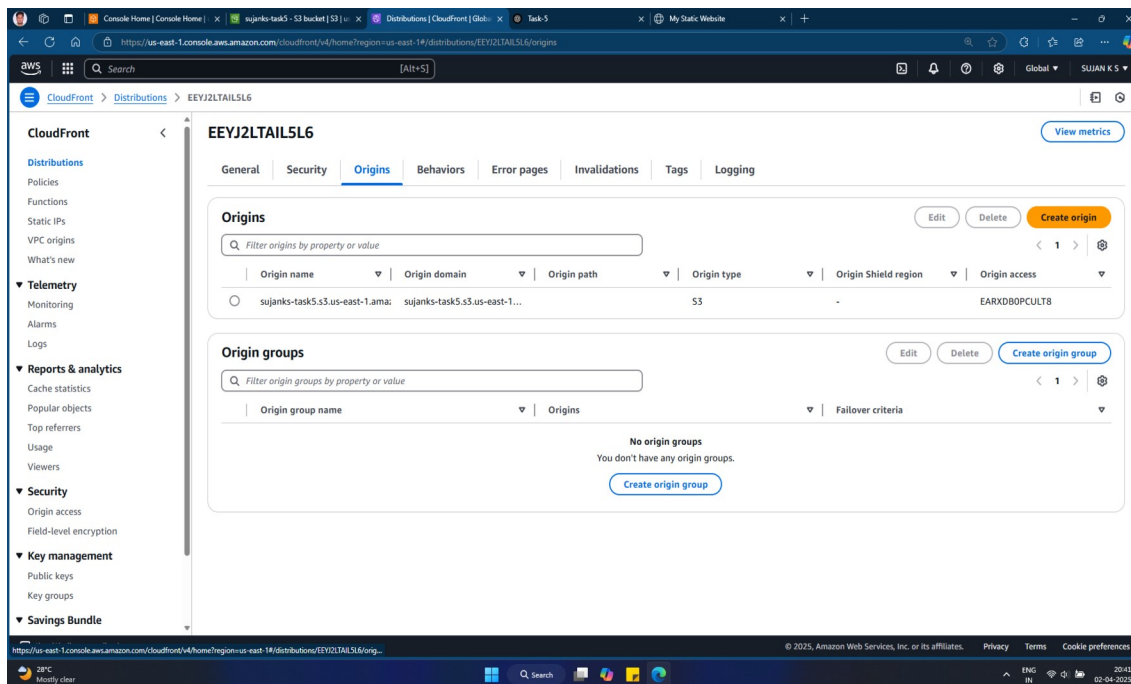 Console Home | Console Home |
sujanks-task5 - S3 bucket | S3 | us
Distributions | CloudFront | Global
Task-5
My Static Website
https://us-east-1.console.aws.amazon.com/cloudfront/v4/home?region=us-east-1#/distributions/EEYJ2LTAIL5L6/origins
aws
Search
[Alt+S]
Global
SUJAN K S
CloudFront > Distributions > EEYJ2LTAIL5L6
CloudFront
Distributions
Policies
Functions
Static IPs
VPC origins
What's new
Telemetry
Monitoring
Alarms
Logs
Reports & analytics
Cache statistics
Popular objects
Top referrers
Usage
Viewers
Security
Origin access
Field-level encryption
Key management
Public keys
Key groups
Savings Bundle
EEYJ2LTAIL5L6
View metrics
General Security Origins Behaviors Error pages Invalidations Tags Logging
Origins
Edit Delete Create origin
Filter origins by property or value
< 1 >
Origin name Origin domain Origin path Origin type Origin Shield region Origin access
sujanks-task5.s3.us-east-1.ama: sujanks-task5.s3.us-east-1... S3 - EARXDB0PCULT8
Origin groups
Edit Delete Create origin group
Filter origin groups by property or value
< 1 >
Origin group name Origins Failover criteria
No origin groups
You don't have any origin groups.
Create origin group
https://us-east-1.console.aws.amazon.com/cloudfront/v4/home?region=us-east-1#/distributions/EEYJ2LTAIL5L6/orig...
© 2025, Amazon Web Services, Inc. or its affiliates. Privacy Terms Cookie preferences
28°C
Mostly clear
Search
ENG
IN
20:41
02-04-2025